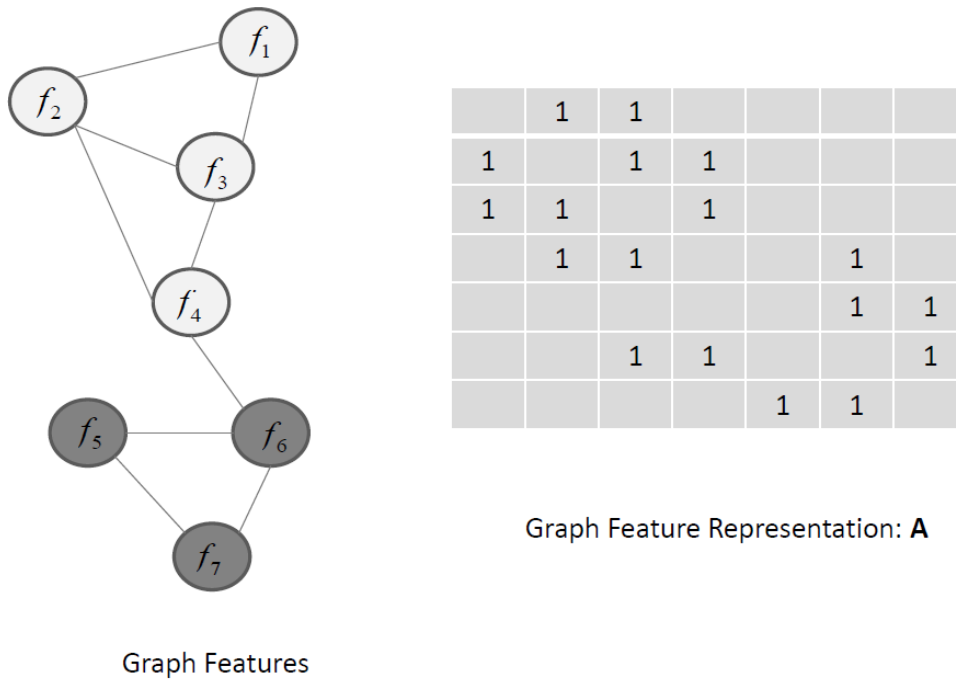 f1
f2
f3
f4
f5
f6
f7
1 1
1 1 1
1 1 1
1 1 1
1 1
1 1 1
1 1
Graph Feature Representation: A
Graph Features